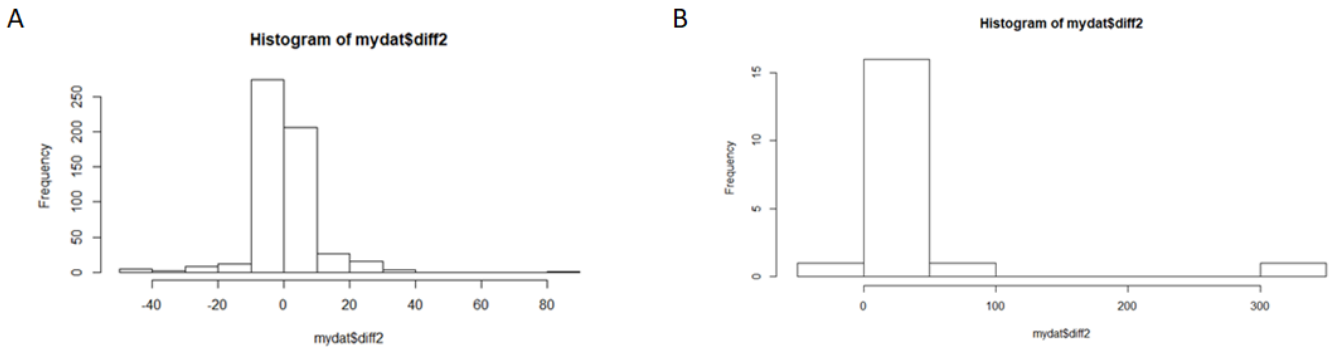 A
Histogram of mydat$diff2
Frequency
250
200
150
100
50
0
-40 -20 0 20 40 60 80
mydat$diff2
B
Histogram of mydat$diff2
Frequency
15
10
5
0
0 100 200 300
mydat$diff2